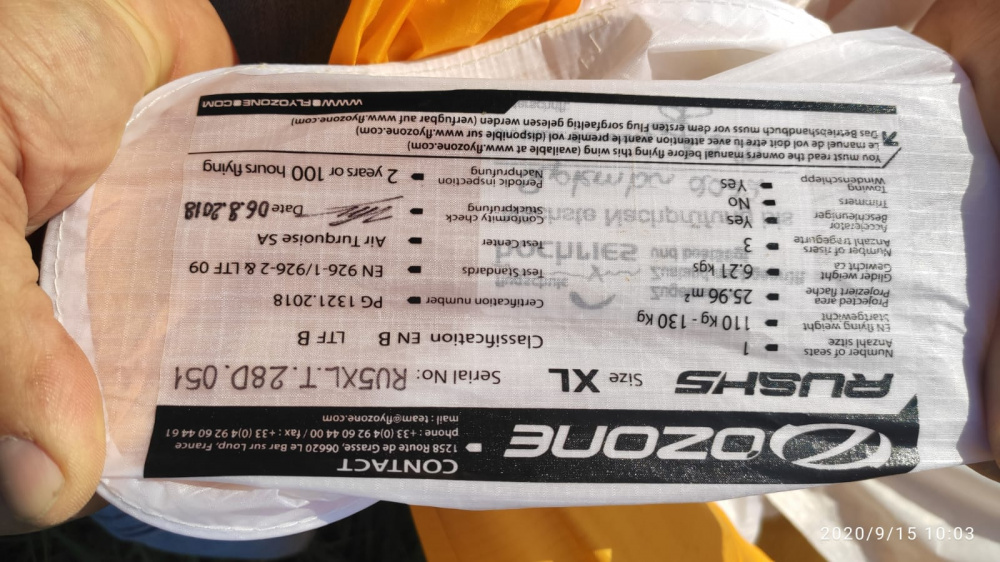 OZONE
CONTACT
1258 Route de Grasse, 06620 Le Bar sur Loup, France
phone : +33 (0)4 92 60 44 00 / fax : +33 (0)4 92 60 44 61
mail : team@flyozone.com
RUSH5 Size XL Serial No: RU5XL.T.28D.051
Number of seats
Anzahl sitze 1
EN flying weight
Startgewicht 110 kg - 130 kg
Projected area
Projeziert flache 25.96 m²
Glider weight
Gewicht ca 6.21 kgs
Number of risers
Anzahl tragegurte 3
Accelerator
Beschleuniger Yes
Trimmers No
Towing
Windenschlepp Yes
Classification EN B LTF B
Certification number PG 1321.2018
Test Standards EN 926-1/926-2 & LTF 09
Test Center Air Turquoise SA
Conformity check
Stückprüfung Date 06.8.2018
Periodic inspection
Nachprüfung 2 years or 100 hours flying
You must read the owners manual before flying this wing (available at www.flyozone.com)
Le manuel de vol doit etre lu avec attention avant le premier vol (disponible sur www.flyozone.com)
Das Betriebshandbuch muss vor dem ersten Flug sorgfaeltig gelesen werden (verfugbar auf www.flyozone.com)
WWW.FLYOZONE.COM
hochries
Nachprüfung bis
2020/9/15 10:03